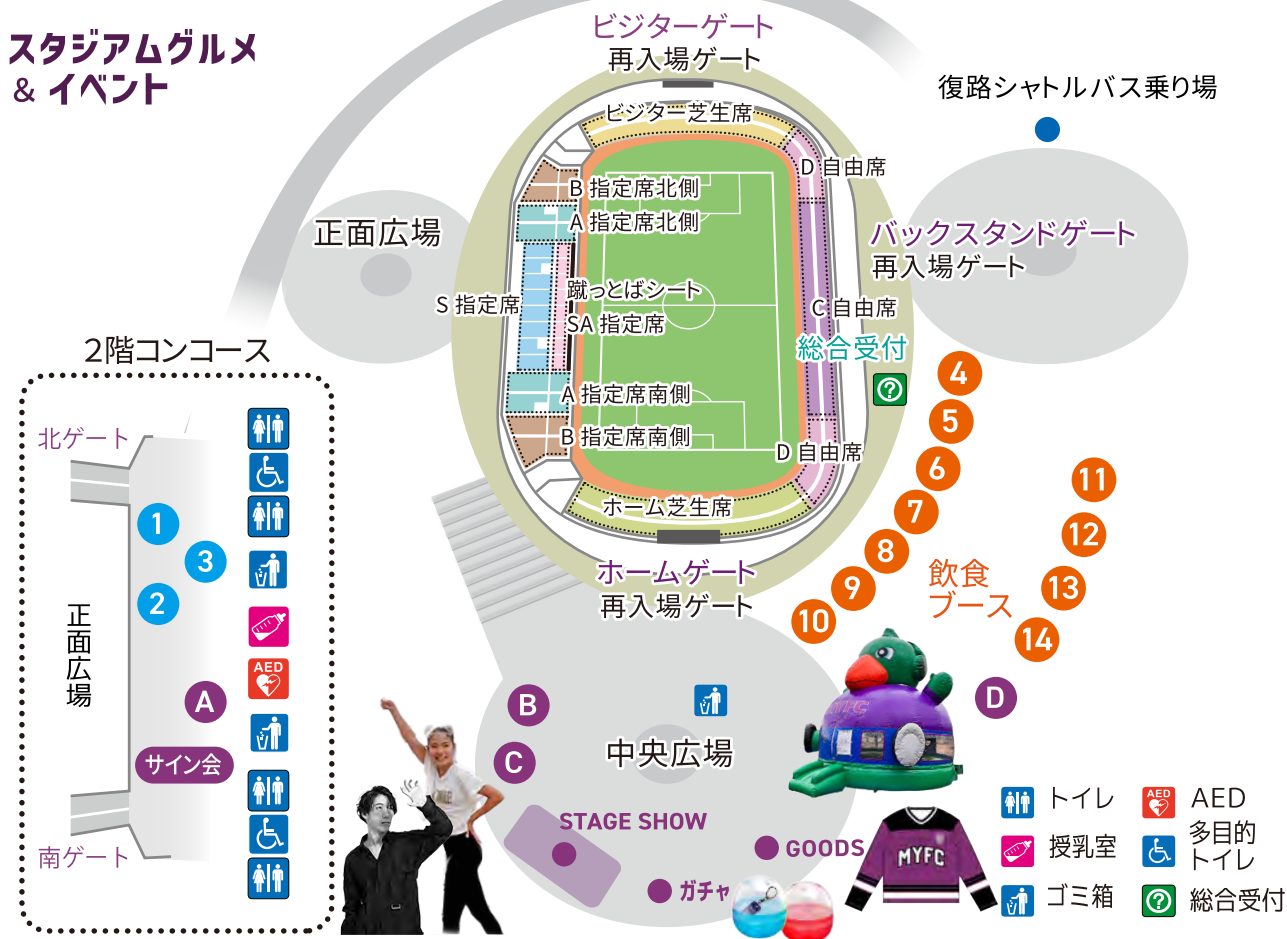 スタジアムグルメ
& イベント
ビジターゲート
再入場ゲート
復路シャトルバス乗り場
ビジター芝生席
D 自由席
B 指定席北側
A 指定席北側
正面広場
バックスタンドゲート
再入場ゲート
S 指定席
蹴っとばシート
SA 指定席
C 自由席
総合受付
A 指定席南側
B 指定席南側
D 自由席
ホーム芝生席
ホームゲート
再入場ゲート
4
5
6
7
8
9
10
11
12
13
14
飲食
ブース
2階コンコース
北ゲート
1
3
2
正面広場
AED
A
サイン会
南ゲート
B
C
中央広場
MYFC
D
STAGE SHOW
GOODS
ガチャ
MYFC
トイレ
AED
AED
授乳室
多目的
トイレ
ゴミ箱
総合受付